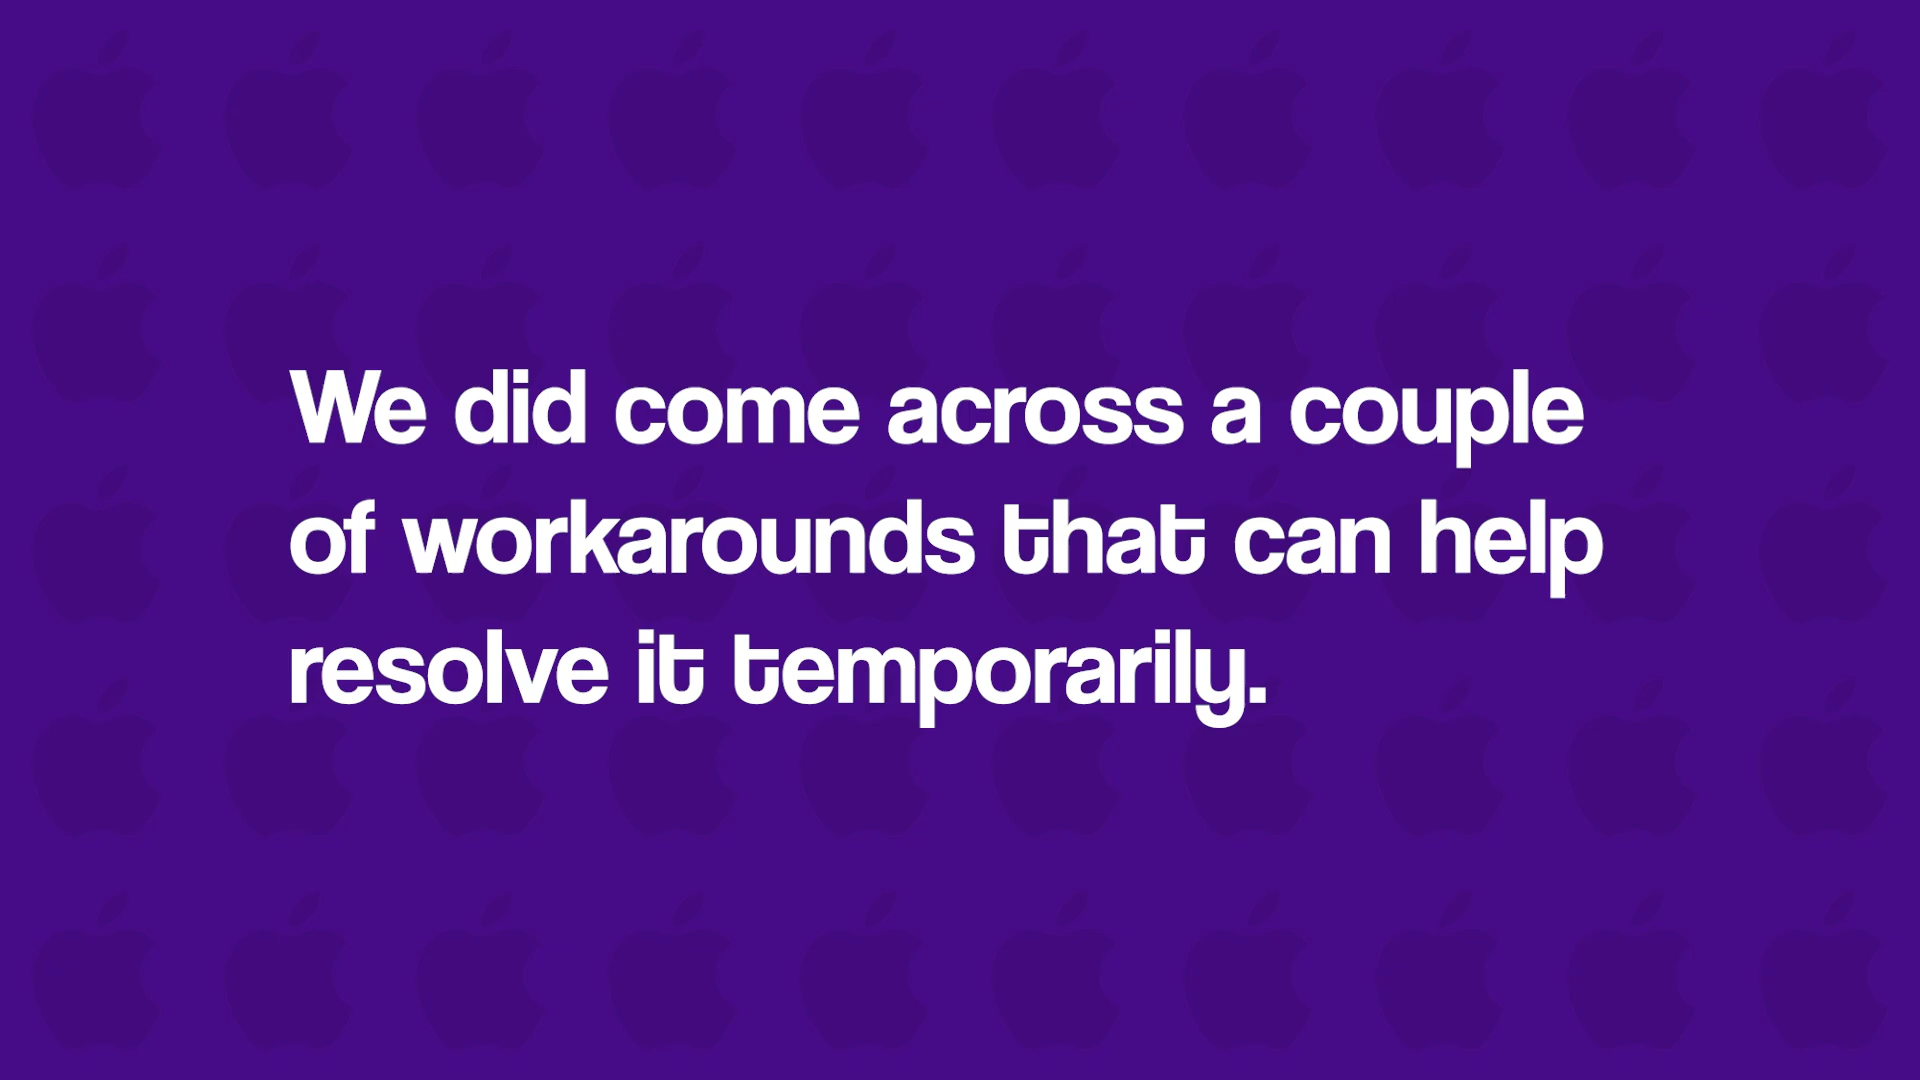 We did come across a couple
of workarounds that can help
resolve it temporarily.